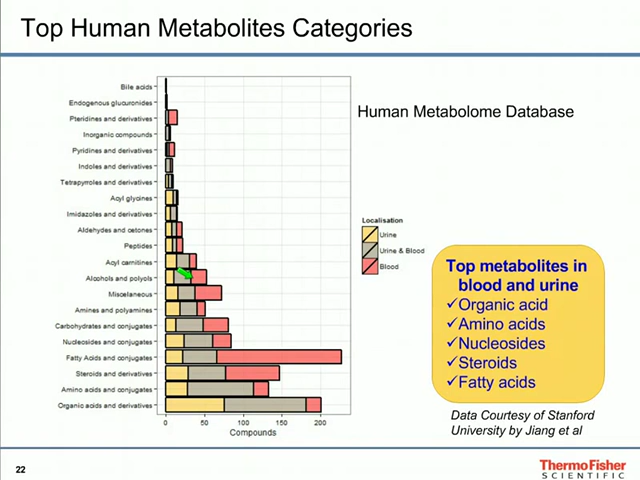 Top Human Metabolites Categories
Human Metabolome Database
Bile acids
Endogenous glucuronides
Pteridines and derivatives
Inorganic compounds
Pyridines and derivatives
Indoles and derivatives
Tetrapyrroles and derivatives
Acyl glycines
Imidazoles and derivatives
Aldehydes and cetones
Peptides
Acyl carnitines
Alcohols and polyols
Miscelaneous
Amines and polyamines
Carbohydrates and conjugates
Nucleosides and conjugates
Fatty Acids and conjugates
Steroids and derivatives
Amino acids and conjugates
Organic acids and derivatives
0 50 100 150 200
Compounds
Localisation
Urine
Urine & Blood
Blood
Top metabolites in
blood and urine
✓Organic acid
✓Amino acids
✓Nucleosides
✓Steroids
✓Fatty acids
Data Courtesy of Stanford
University by Jiang et al
22
ThermoFisher
SCIENTIFIC